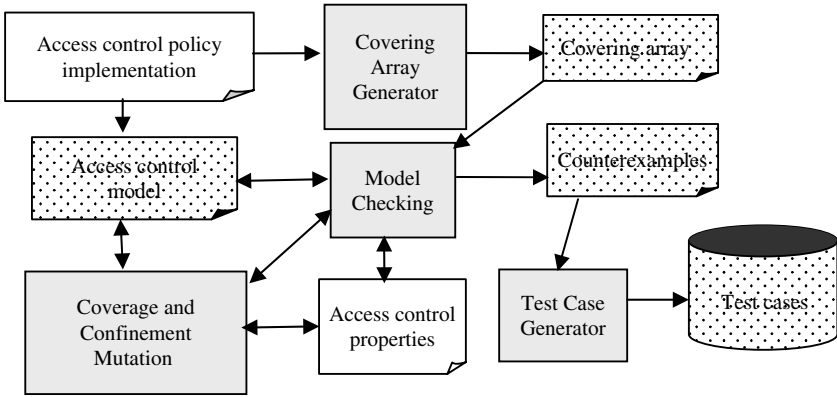 Access control policy
implementation
Covering
Array
Generator
Covering array
Access control
model
Model
Checking
Counterexamples
Coverage and
Confinement
Mutation
Access control
properties
Test Case
Generator
Test cases